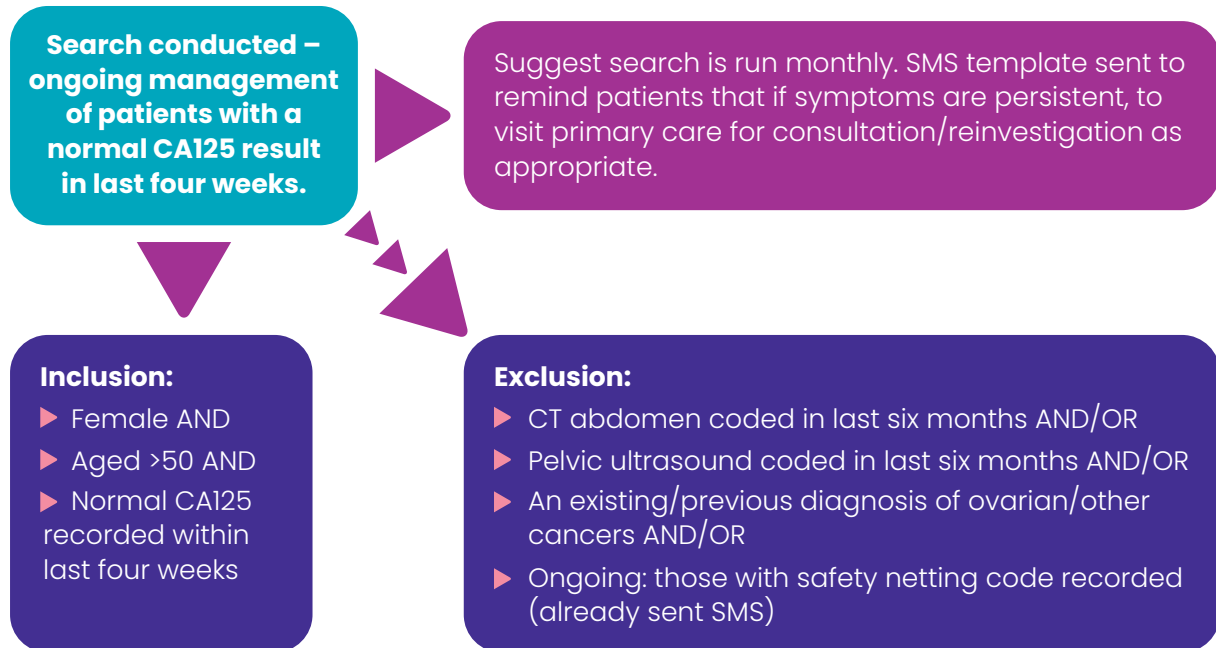 Search conducted –
ongoing management
of patients with a
normal CA125 result
in last four weeks.
Suggest search is run monthly. SMS template sent to
remind patients that if symptoms are persistent, to
visit primary care for consultation/reinvestigation as
appropriate.
Inclusion:
Female AND
Aged >50 AND
Normal CA125
recorded within
last four weeks
Exclusion:
CT abdomen coded in last six months AND/OR
Pelvic ultrasound coded in last six months AND/OR
An existing/previous diagnosis of ovarian/other
cancers AND/OR
Ongoing: those with safety netting code recorded
(already sent SMS)